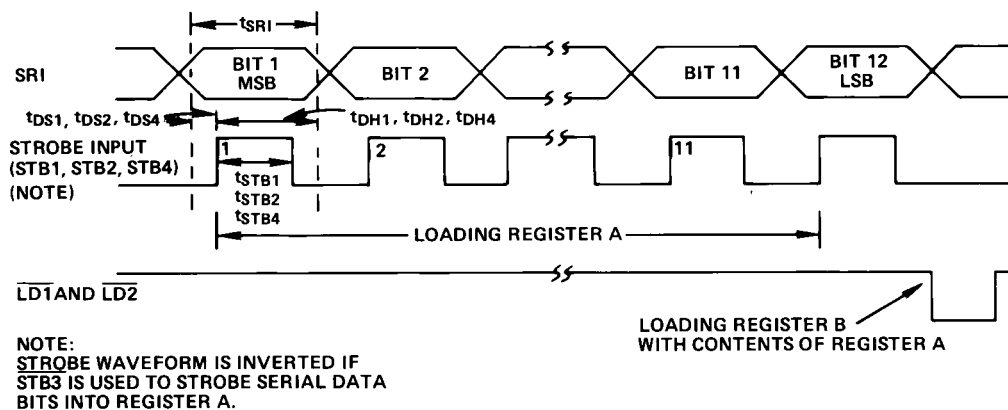 tSRI
SRI
BIT 1
MSB
BIT 2
BIT 11
BIT 12
LSB
tDS1, tDS2, tDS4
tDH1, tDH2, tDH4
STROBE INPUT
(STB1, STB2, STB4)
(NOTE)
1
2
11
tSTB1
tSTB2
tSTB4
LOADING REGISTER A
LD1AND LD2
LOADING REGISTER B
WITH CONTENTS OF REGISTER A
NOTE:
STROBE WAVEFORM IS INVERTED IF
STB3 IS USED TO STROBE SERIAL DATA
BITS INTO REGISTER A.